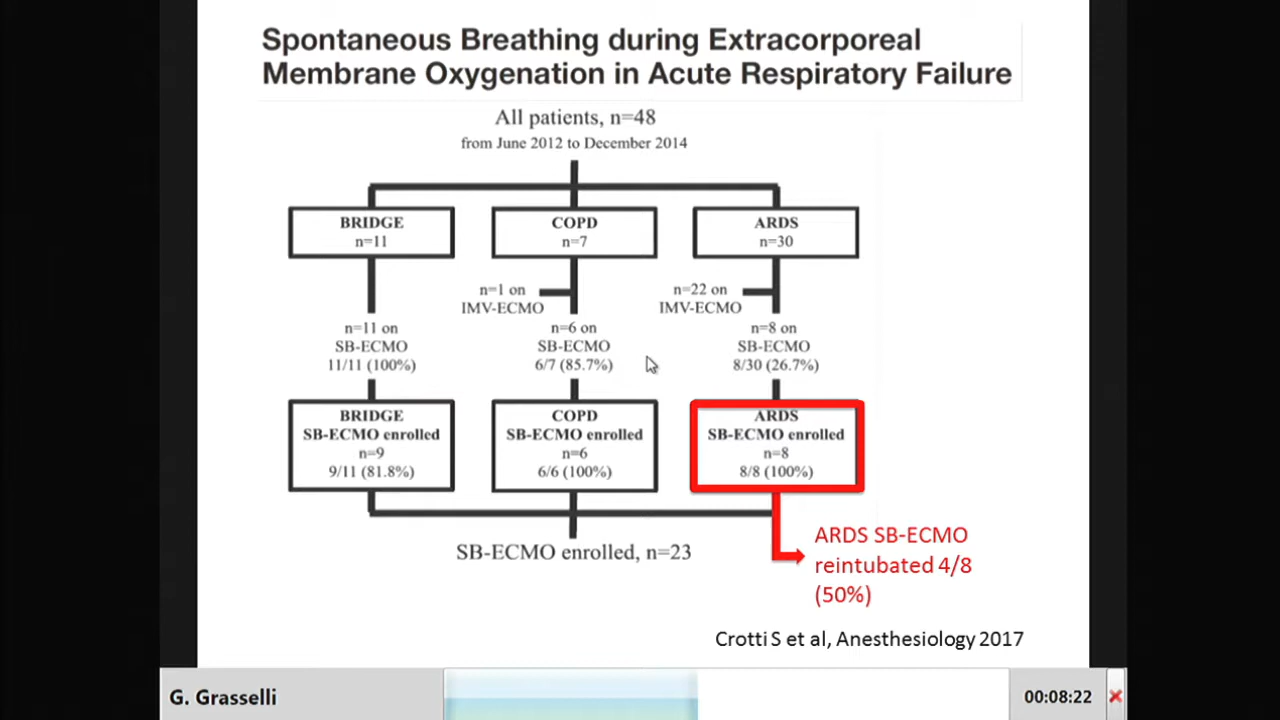 Spontaneous Breathing during Extracorporeal
Membrane Oxygenation in Acute Respiratory Failure
All patients, n=48
from June 2012 to December 2014
BRIDGE
n=11
COPD
n=7
ARDS
n=30
n=1 on
IMV-ECMO
n=22 on
IMV-ECMO
n=11 on
SB-ECMO
11/11 (100%)
n=6 on
SB-ECMO
6/7 (85.7%)
n=8 on
SB-ECMO
8/30 (26.7%)
BRIDGE
SB-ECMO enrolled
n=9
9/11 (81.8%)
COPD
SB-ECMO enrolled
n=6
6/6 (100%)
ARDS
SB-ECMO enrolled
n=8
8/8 (100%)
SB-ECMO enrolled, n=23
ARDS SB-ECMO
reintubated 4/8
(50%)
Crotti S et al, Anesthesiology 2017
G. Grasselli
00:08:22